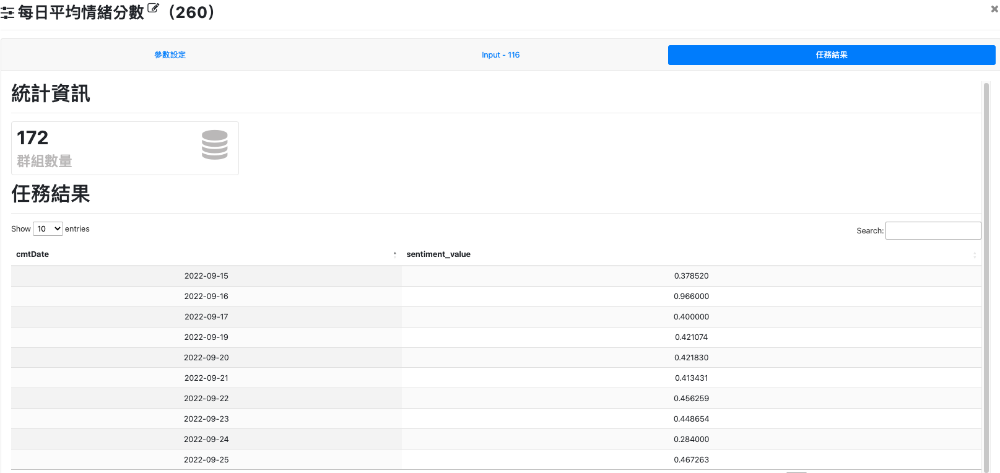 每日平均情緒分數 （260）
參數設定 Input - 116 任務結果
統計資訊
172
群組數量
任務結果
Show 10 entries Search:
cmtDate sentiment_value
2022-09-15 0.378520
2022-09-16 0.966000
2022-09-17 0.400000
2022-09-19 0.421074
2022-09-20 0.421830
2022-09-21 0.413431
2022-09-22 0.456259
2022-09-23 0.448654
2022-09-24 0.284000
2022-09-25 0.467263